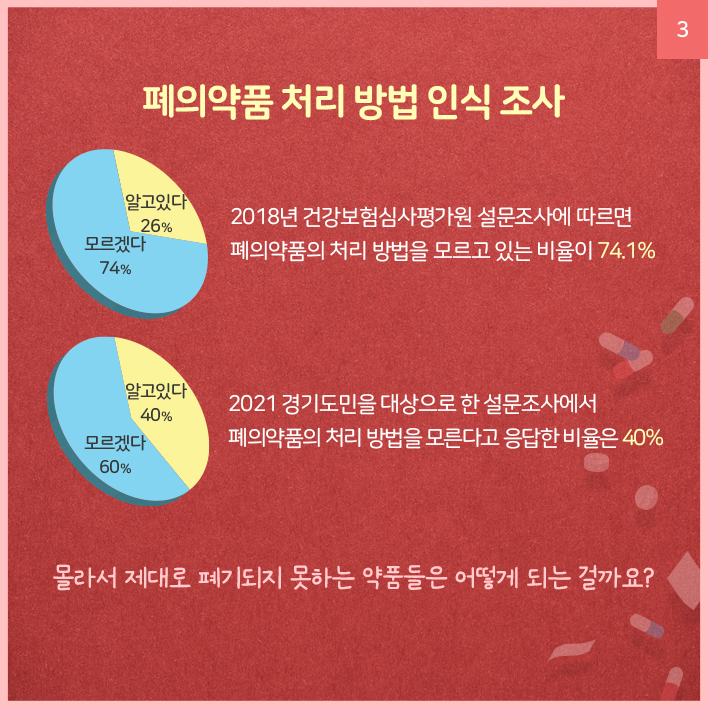 3
폐의약품 처리 방법 인식 조사
알고있다
26%
모르겠다
74%
2018년 건강보험심사평가원 설문조사에 따르면
폐의약품의 처리 방법을 모르고 있는 비율이 74.1%
알고있다
40%
모르겠다
60%
2021 경기도민을 대상으로 한 설문조사에서
폐의약품의 처리 방법을 모른다고 응답한 비율은 40%
몰라서 제대로 폐기되지 못하는 약품들은 어떻게 되는 걸까요?